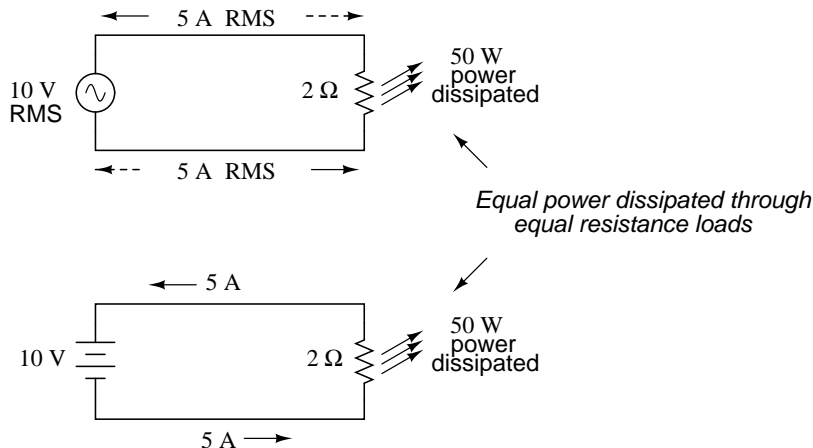 5 A RMS
10 V
RMS
2 Ω
50 W
power
dissipated
5 A RMS
Equal power dissipated through
equal resistance loads
5 A
10 V
2 Ω
50 W
power
dissipated
5 A